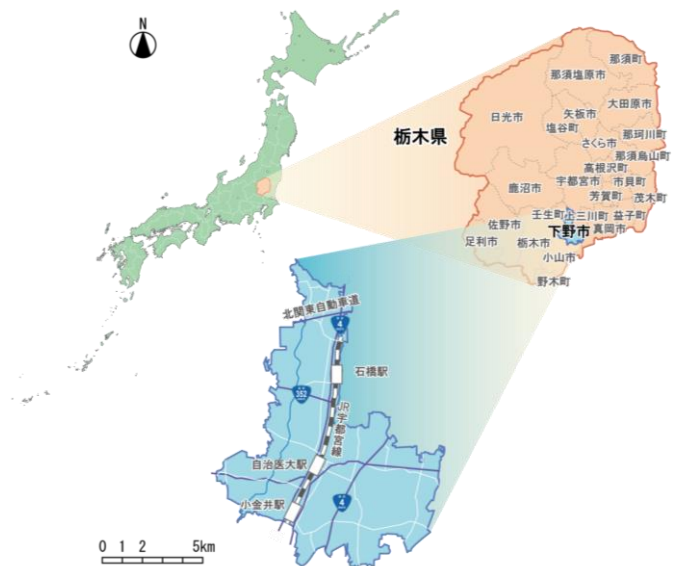 N
那須町
那須塩原市
大田原市
日光市
矢板市
塩谷町
那珂川町
さくら市
栃木県
那須烏山町
高根沢町
鹿沼市
宇都宮市
市貝町
芳賀町
茂木町
壬生町
上三川町
益子町
佐野市
下野市
真岡市
足利市
栃木市
小山市
野木町
北関東自動車道
4
石橋駅
352
JR宇都宮線
自治医大駅
小金井駅
4
0 1 2 5km